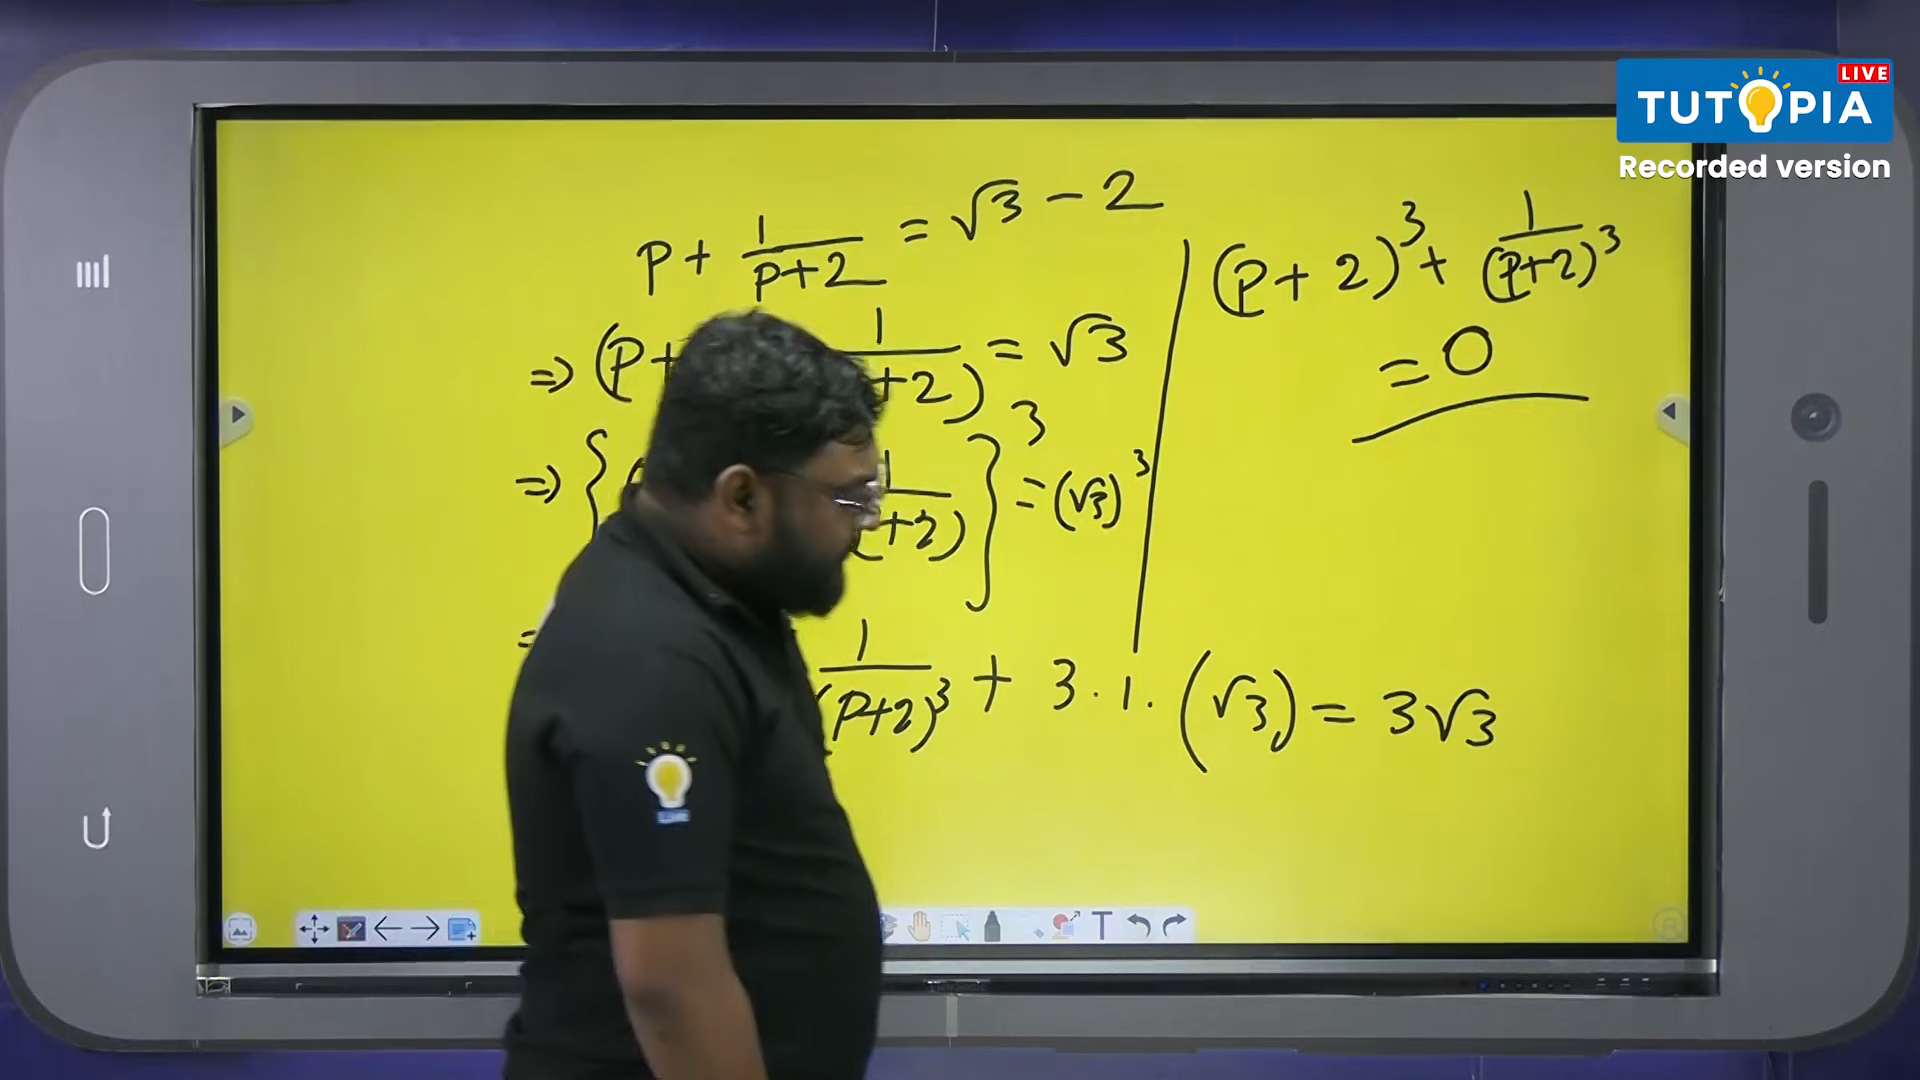 LIVE
TUTOPIA
Recorded version
p + 1/(p+2) = √3 - 2
=> (p+ 1 +2) = √3
=> { 1 +2) }³ = (√3)³
= 1/(p+2)³ + 3.1.(√3) = 3√3
(p+2)³ + 1/(p+2)³
= 0
LIVE
T